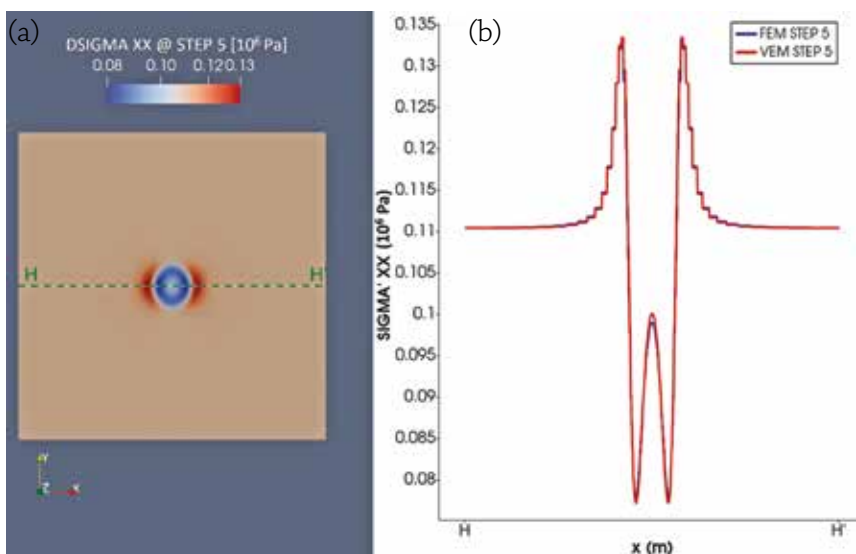 (a)
DSIGMA XX @ STEP 5 [10⁶ Pa]
0.08 0.10 0.12 0.13
H H'
Y
Z X
(b)
FEM STEP 5
VEM STEP 5
SIGMA' XX (10⁶ Pa)
0.135
0.13
0.125
0.12
0.115
0.11
0.105
0.1
0.095
0.09
0.085
0.08
H H'
x (m)